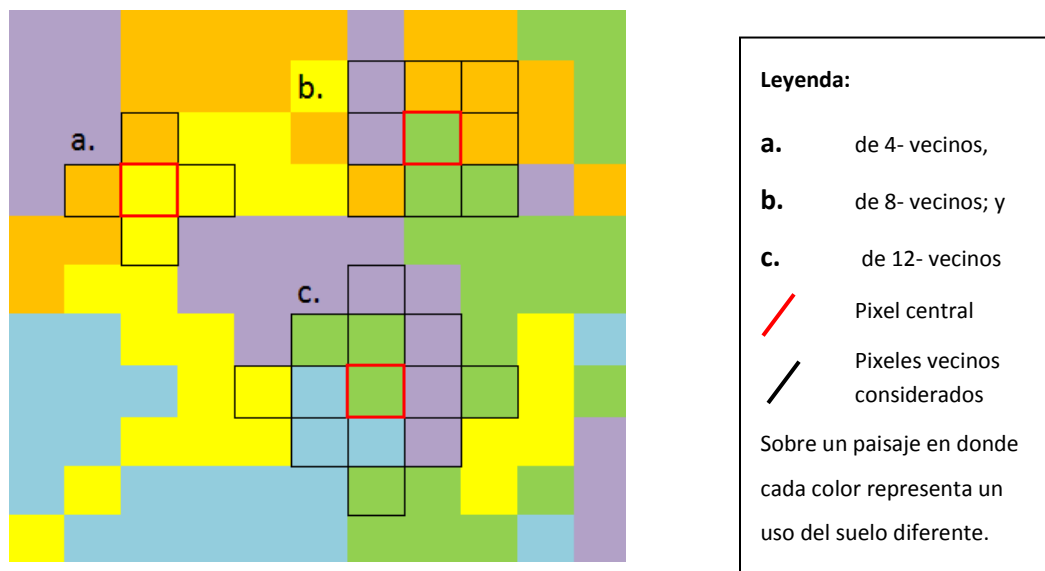 b.
a.
c.
Leyenda:
a. de 4- vecinos,
b. de 8- vecinos; y
c. de 12- vecinos
Pixel central
Pixeles vecinos
considerados
Sobre un paisaje en donde
cada color representa un
uso del suelo diferente.